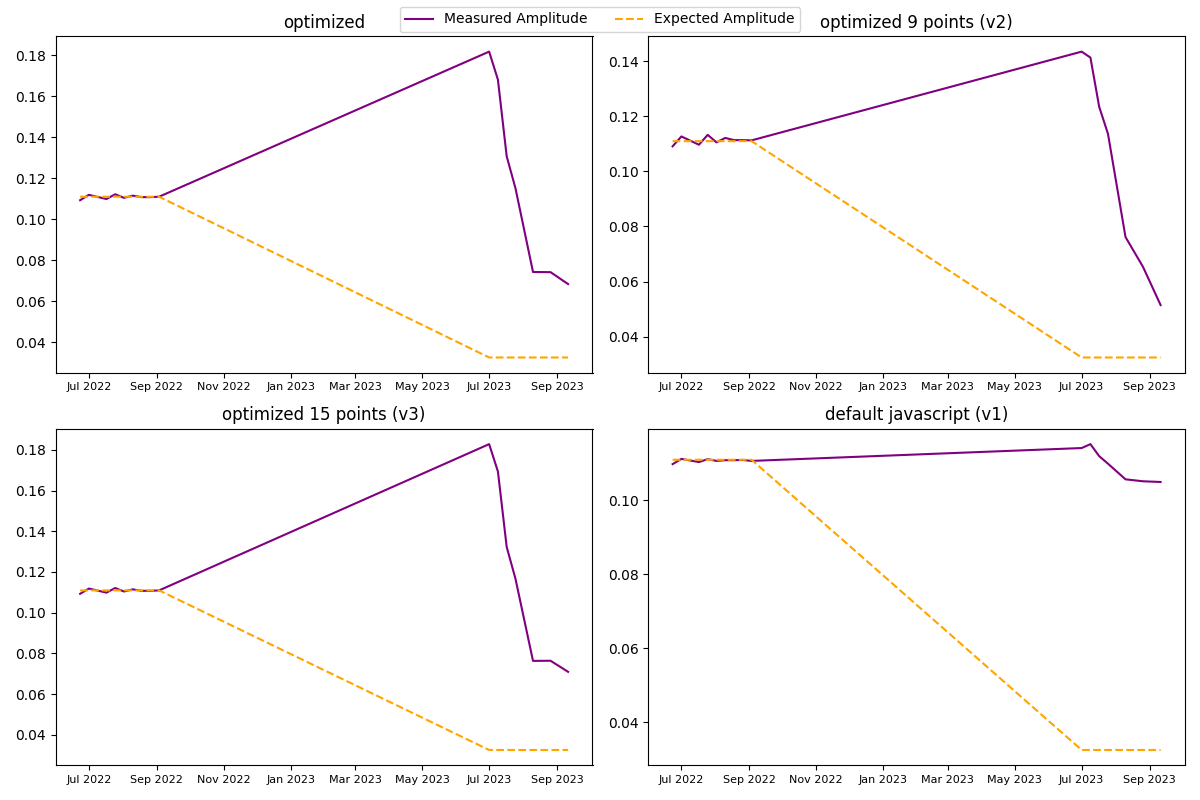 Measured Amplitude Expected Amplitude
optimized
0.18
0.16
0.14
0.12
0.10
0.08
0.06
0.04
Jul 2022 Sep 2022 Nov 2022 Jan 2023 Mar 2023 May 2023 Jul 2023 Sep 2023
optimized 9 points (v2)
0.14
0.12
0.10
0.08
0.06
0.04
Jul 2022 Sep 2022 Nov 2022 Jan 2023 Mar 2023 May 2023 Jul 2023 Sep 2023
optimized 15 points (v3)
0.18
0.16
0.14
0.12
0.10
0.08
0.06
0.04
Jul 2022 Sep 2022 Nov 2022 Jan 2023 Mar 2023 May 2023 Jul 2023 Sep 2023
default javascript (v1)
0.10
0.08
0.06
0.04
Jul 2022 Sep 2022 Nov 2022 Jan 2023 Mar 2023 May 2023 Jul 2023 Sep 2023